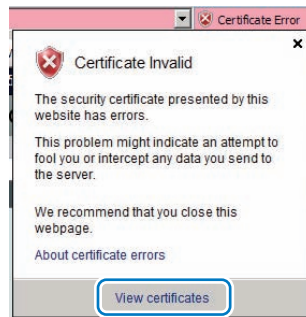 Certificate Error
Certificate Invalid
The security certificate presented by this
website has errors.
This problem might indicate an attempt to
fool you or intercept any data you send to
the server.
We recommend that you close this
webpage.
About certificate errors
View certificates